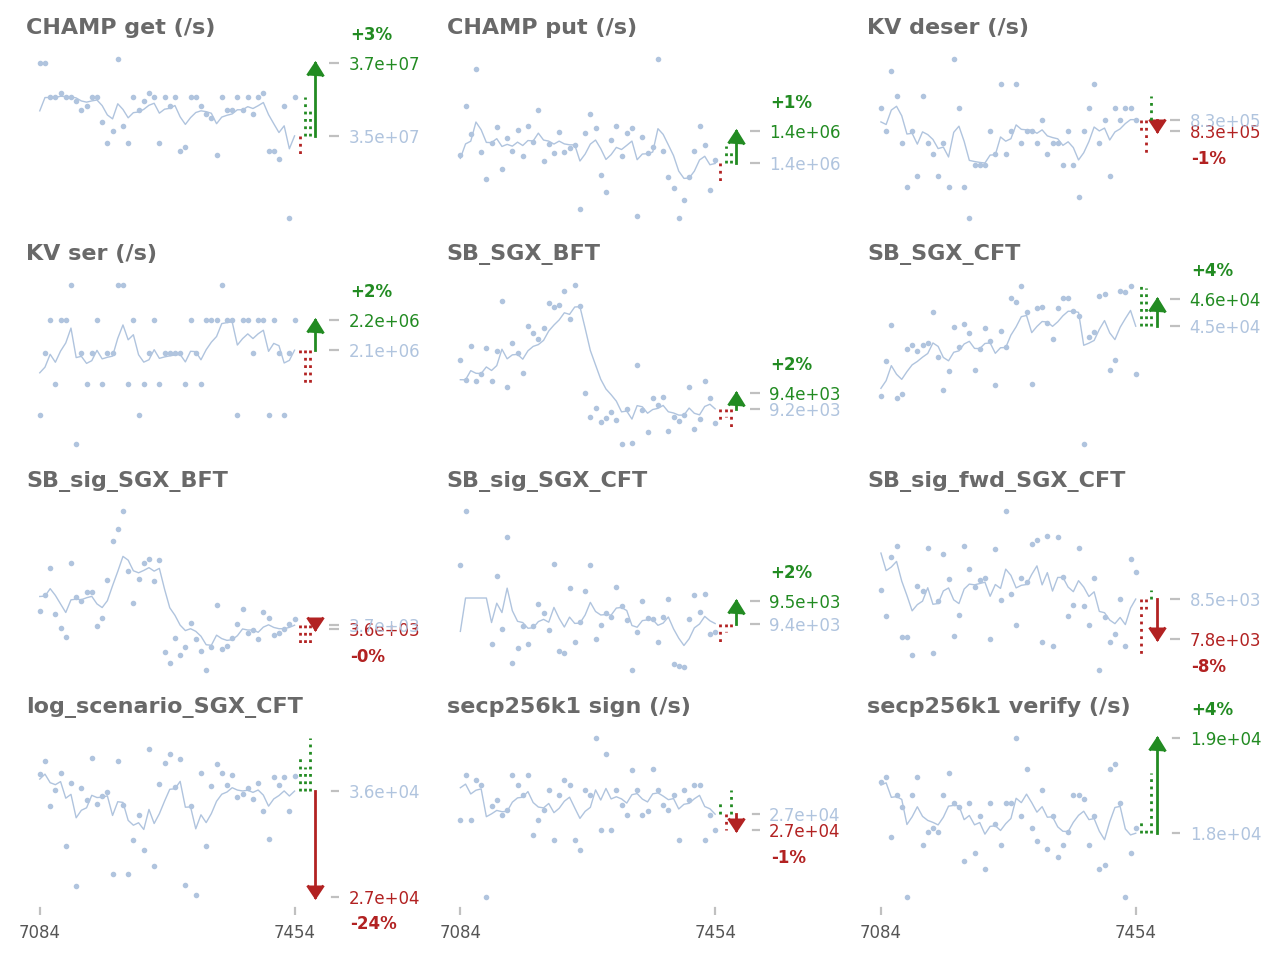 CHAMP get (/s)
+3%
3.7e+07
3.5e+07
CHAMP put (/s)
+1%
1.4e+06
1.4e+06
KV deser (/s)
8.3e+05
8.3e+05
-1%
KV ser (/s)
+2%
2.2e+06
2.1e+06
SB_SGX_BFT
+2%
9.4e+03
9.2e+03
SB_SGX_CFT
+4%
4.6e+04
4.5e+04
SB_sig_SGX_BFT
3.7e+03
3.6e+03
-0%
SB_sig_SGX_CFT
+2%
9.5e+03
9.4e+03
SB_sig_fwd_SGX_CFT
8.5e+03
7.8e+03
-8%
log_scenario_SGX_CFT
3.6e+04
2.7e+04
-24%
7084
7454
secp256k1 sign (/s)
2.7e+04
2.7e+04
-1%
7084
7454
secp256k1 verify (/s)
+4%
1.9e+04
1.8e+04
7084
7454